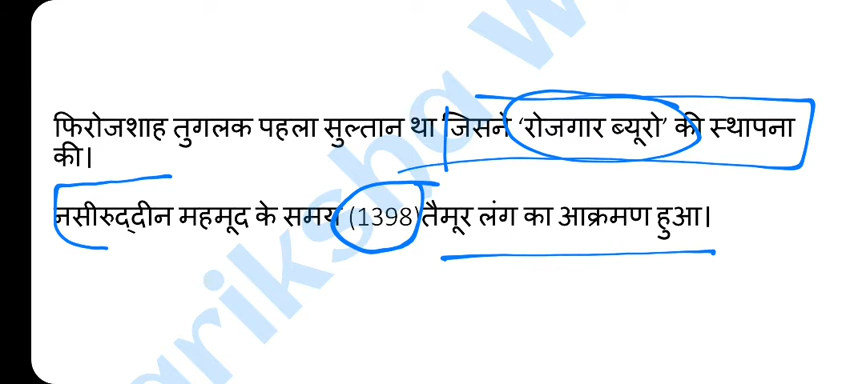 फिरोजशाह तुगलक पहला सुल्तान था जिसने ‘रोजगार ब्यूरो’ की स्थापना
की।
नसीरुद्दीन महमूद के समय (1398)तैमूर लंग का आक्रमण हुआ।